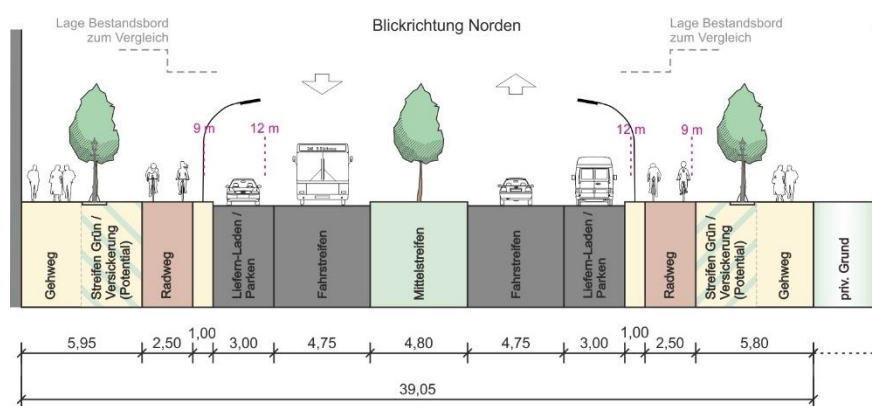 Lage Bestandsbord
zum Vergleich
Blickrichtung Norden
Lage Bestandsbord
zum Vergleich
9 m
12 m
12 m
9 m
Gehweg
Streifen Grün /
Versickerung
(Potential)
Radweg
Liefern-Laden /
Parken
Fahrstreifen
Mittelstreifen
Fahrstreifen
Liefern-Laden /
Parken
Radweg
Streifen Grün /
Versickerung
(Potential)
Gehweg
priv. Grund
5,95
2,50
1,00
3,00
4,75
4,80
4,75
3,00
1,00
2,50
5,80
39,05